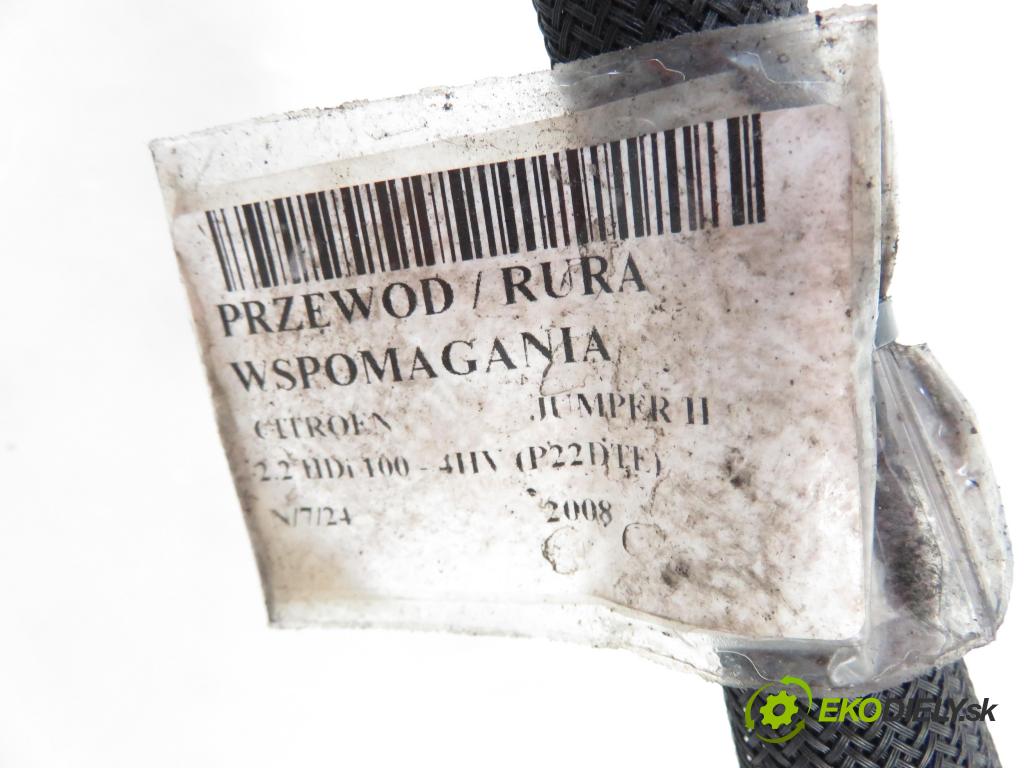 PRZEWOD / RURA
WSPOMAGANIA
CITROEN JUMPER II
2.2 HDi 100 - 4HV (P22DTE)
N/7/24 2008
EKODIELY.sk